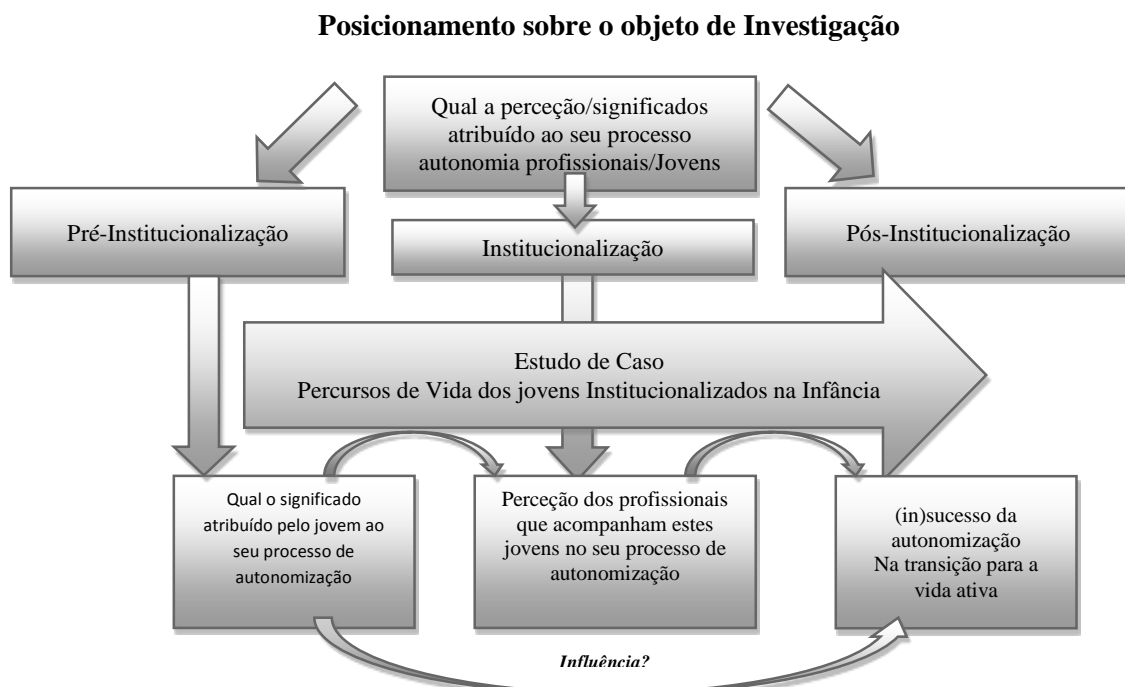 Posicionamento sobre o objeto de Investigação
Qual a perceção/significados
atribuído ao seu processo
autonomia profissionais/Jovens
Pré-Institucionalização
Institucionalização
Pós-Institucionalização
Estudo de Caso
Percursos de Vida dos jovens Institucionalizados na Infância
Qual o significado
atribuído pelo jovem ao
seu processo de
autonomização
Perceção dos profissionais
que acompanham estes
jovens no seu processo de
autonomização
(in)sucesso da
autonomização
Na transição para a
vida ativa
Influência?